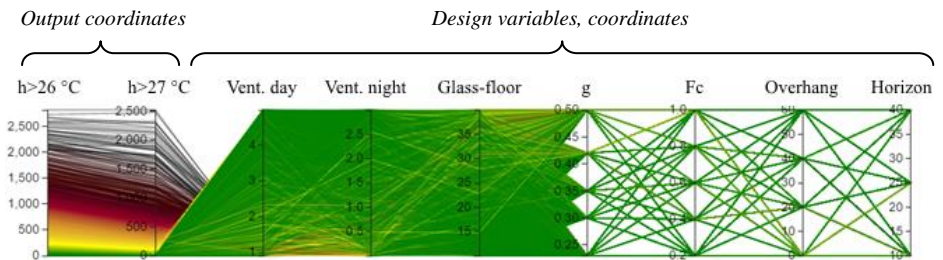 Output coordinates Design variables, coordinates
h>26 °C h>27 °C Vent. day Vent. night Glass-floor g Fc Overhang Horizon
2,500 2,000 1,500 1,000 500 0
2,500 2,000 1,500 1,000 500 0
4 3 2 1
2.5 2.0 1.5 1.0 0.5
35 30 25 20 15
0.50 0.45 0.40 0.35 0.30 0.25
1.0 0.2
60 40 30 20
40 30 25 20 15 10